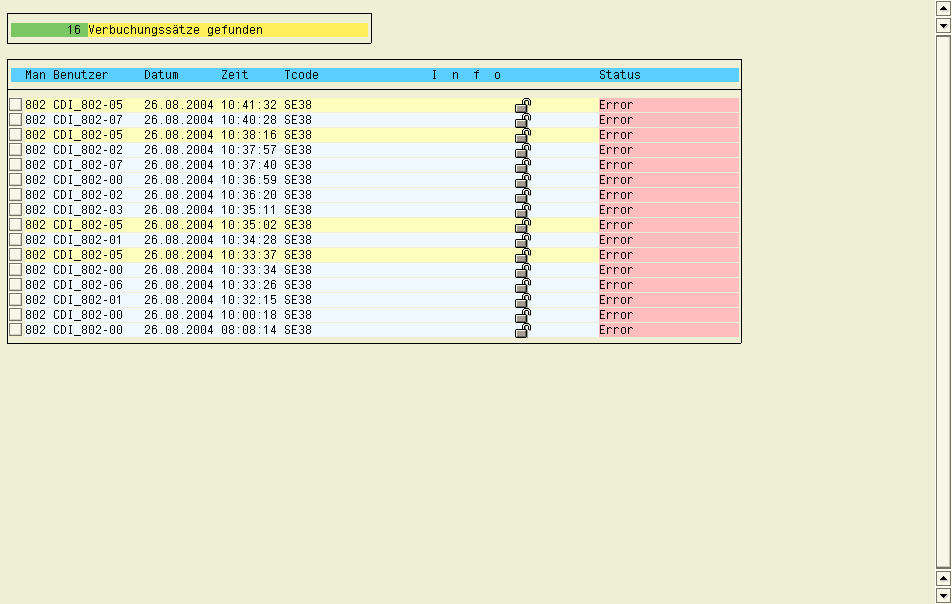 16 Verbuchungssätze gefunden
Man Benutzer Datum Zeit Tcode I n f o Status
802 CDI_802-05 26.08.2004 10:41:32 SE38 Error
802 CDI_802-07 26.08.2004 10:40:28 SE38 Error
802 CDI_802-05 26.08.2004 10:38:16 SE38 Error
802 CDI_802-02 26.08.2004 10:37:57 SE38 Error
802 CDI_802-07 26.08.2004 10:37:40 SE38 Error
802 CDI_802-00 26.08.2004 10:36:59 SE38 Error
802 CDI_802-02 26.08.2004 10:36:20 SE38 Error
802 CDI_802-03 26.08.2004 10:35:11 SE38 Error
802 CDI_802-05 26.08.2004 10:35:02 SE38 Error
802 CDI_802-01 26.08.2004 10:34:28 SE38 Error
802 CDI_802-05 26.08.2004 10:33:37 SE38 Error
802 CDI_802-00 26.08.2004 10:33:34 SE38 Error
802 CDI_802-06 26.08.2004 10:33:26 SE38 Error
802 CDI_802-01 26.08.2004 10:32:15 SE38 Error
802 CDI_802-00 26.08.2004 10:00:18 SE38 Error
802 CDI_802-00 26.08.2004 08:08:14 SE38 Error